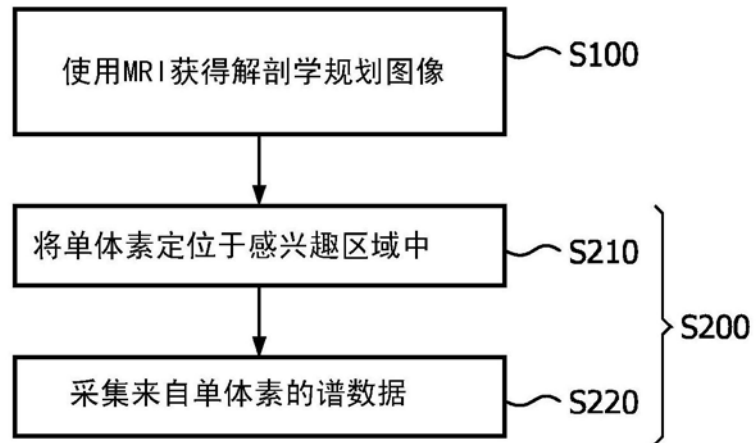 使用MRI获得解剖学规划图像
S100
将单体素定位于感兴趣区域中
S210
S200
采集来自单体素的谱数据
S220